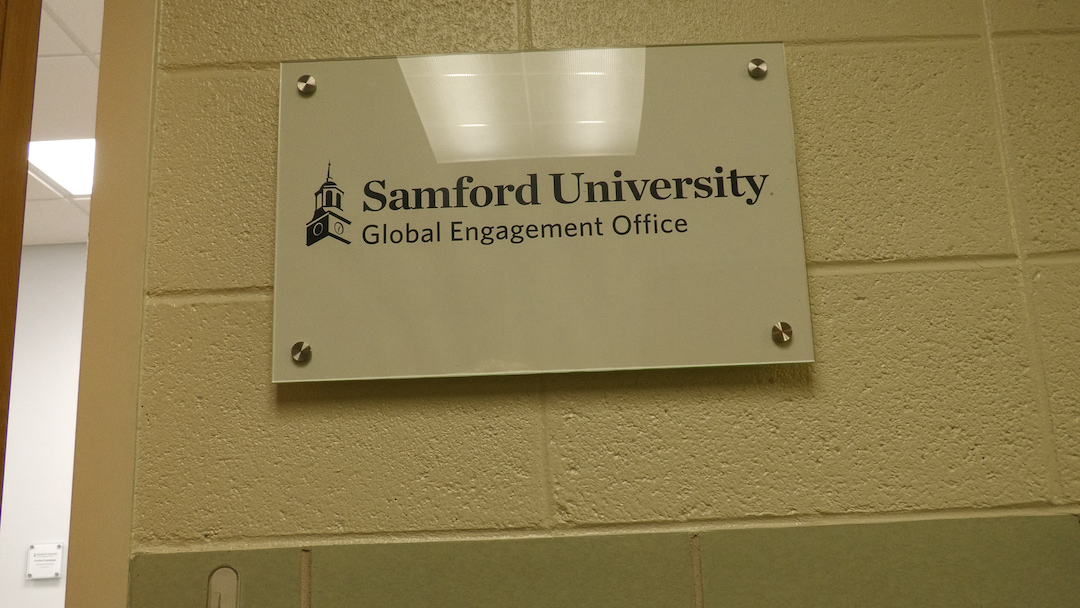 Samford University
Global Engagement Office